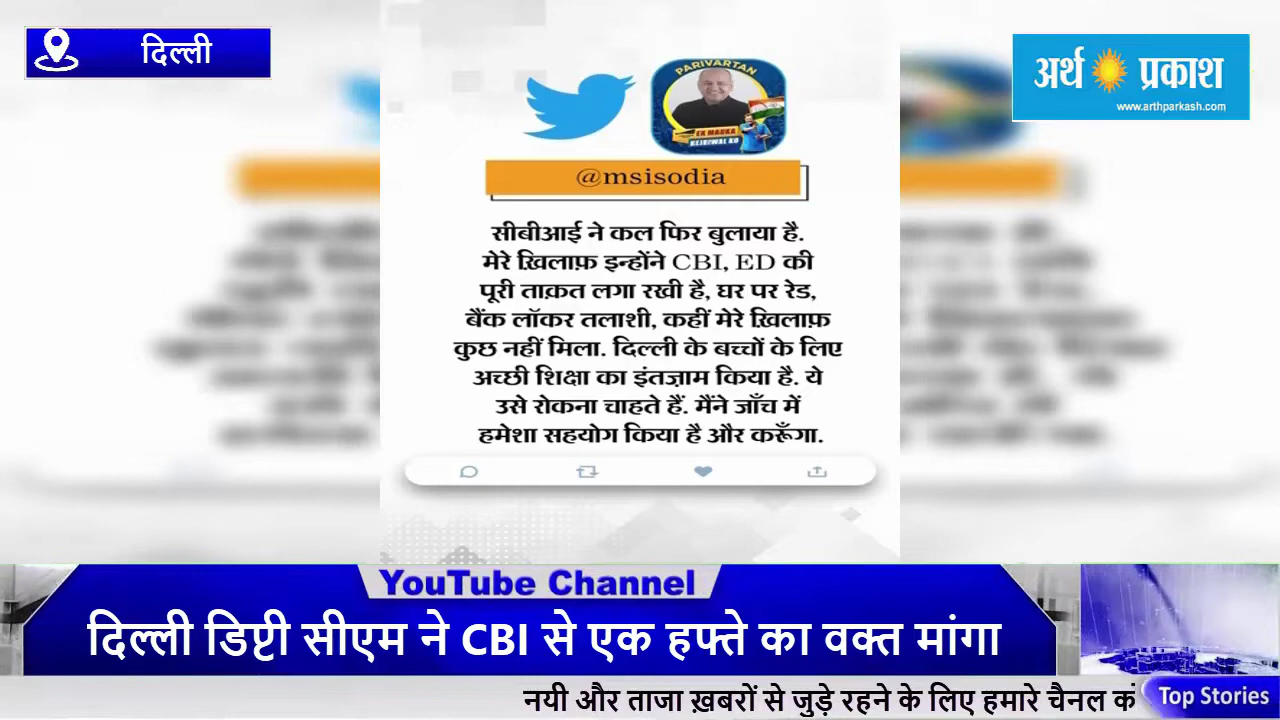 दिल्ली
अर्थ प्रकाश
www.arthparkash.com
PARIVARTAN
EK MAUKA
KEJRIWAL KO
@msisodia
सीबीआई ने कल फिर बुलाया है.
मेरे ख़िलाफ़ इन्होंने CBI, ED की
पूरी ताक़त लगा रखी है, घर पर रेड,
बैंक लॉकर तलाशी, कहीं मेरे ख़िलाफ़
कुछ नहीं मिला. दिल्ली के बच्चों के लिए
अच्छी शिक्षा का इंतज़ाम किया है. ये
उसे रोकना चाहते हैं. मैंने जाँच में
हमेशा सहयोग किया है और करूँगा.
YouTube Channel
दिल्ली डिप्टी सीएम ने CBI से एक हफ्ते का वक्त मांगा
नयी और ताजा ख़बरों से जुड़े रहने के लिए हमारे चैनल कं
Top Stories